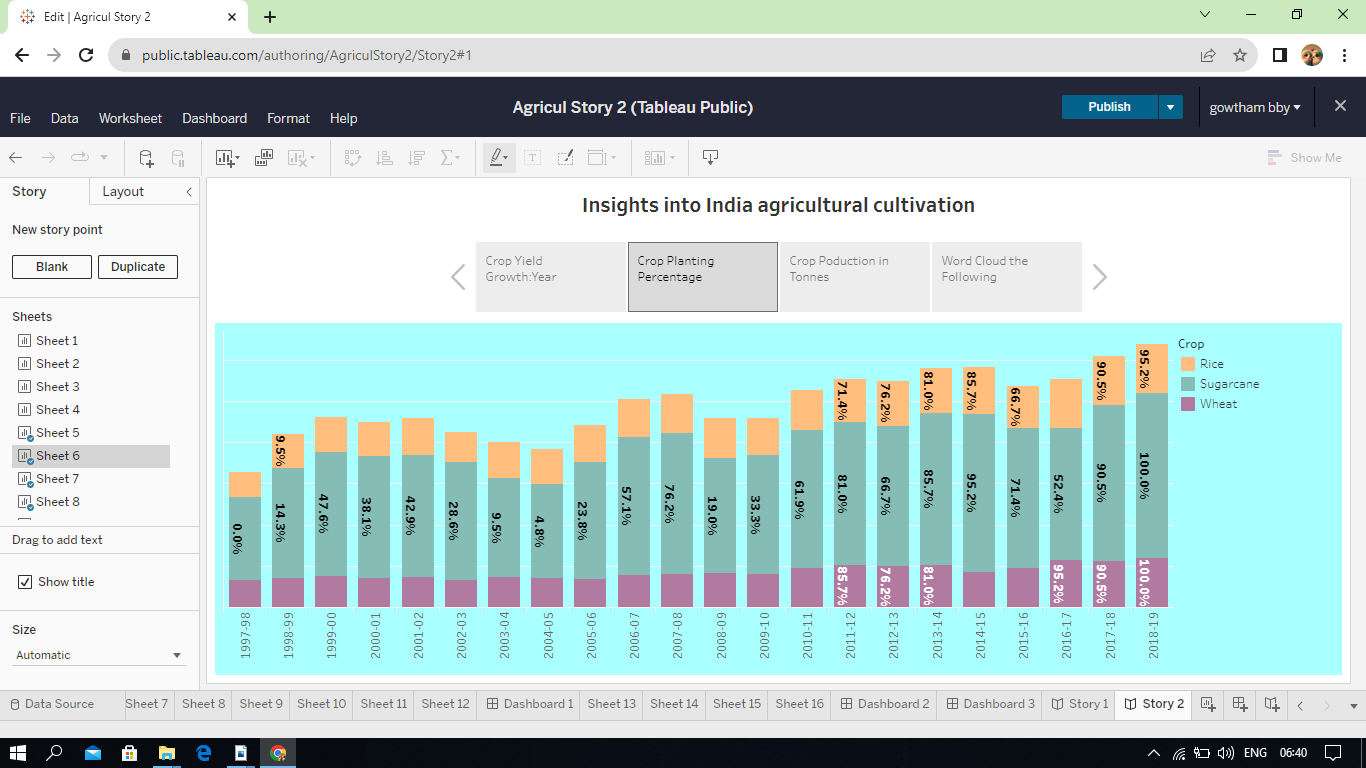 Edit | Agricul Story 2
public.tableau.com/authoring/AgriculStory2/Story2#1
Agricul Story 2 (Tableau Public)
Publish
gowtham bby
File Data Worksheet Dashboard Format Help
Show Me
Story Layout
New story point
Blank Duplicate
Sheets
Sheet 1
Sheet 2
Sheet 3
Sheet 4
Sheet 5
Sheet 6
Sheet 7
Sheet 8
Drag to add text
Show title
Size
Automatic
Insights into India agricultural cultivation
Crop Yield
Growth:Year
Crop Planting
Percentage
Crop Poduction in
Tonnes
Word Cloud the
Following
Crop
Rice
Sugarcane
Wheat
9.5% 71.4% 76.2% 81.0% 85.7% 66.7% 90.5% 95.2%
0.0% 14.3% 47.6% 38.1% 42.9% 28.6% 9.5% 4.8% 23.8% 57.1% 76.2% 19.0% 33.3% 61.9% 81.0% 66.7% 85.7% 95.2% 71.4% 52.4% 90.5% 100.0%
85.7% 76.2% 81.0% 95.2% 90.5% 100.0%
1997-98 1998-99 1999-00 2000-01 2001-02 2002-03 2003-04 2004-05 2005-06 2006-07 2007-08 2008-09 2009-10 2010-11 2011-12 2012-13 2013-14 2014-15 2015-16 2016-17 2017-18 2018-19
Data Source Sheet 7 Sheet 8 Sheet 9 Sheet 10 Sheet 11 Sheet 12 Dashboard 1 Sheet 13 Sheet 14 Sheet 15 Sheet 16 Dashboard 2 Dashboard 3 Story 1 Story 2
ENG 06:40